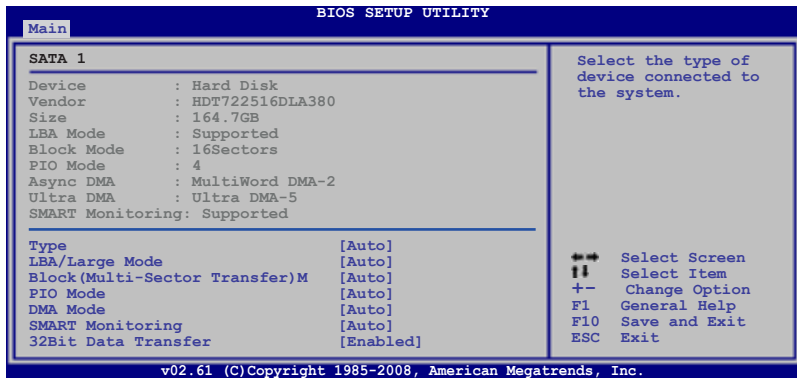 BIOS SETUP UTILITY
Main
SATA 1
Device : Hard Disk
Vendor : HDT722516DLA380
Size : 164.7GB
LBA Mode : Supported
Block Mode : 16Sectors
PIO Mode : 4
Async DMA : MultiWord DMA-2
Ultra DMA : Ultra DMA-5
SMART Monitoring: Supported
Type [Auto]
LBA/Large Mode [Auto]
Block(Multi-Sector Transfer)M [Auto]
PIO Mode [Auto]
DMA Mode [Auto]
SMART Monitoring [Auto]
32Bit Data Transfer [Enabled]
Select the type of
device connected to
the system.
←→ Select Screen
↑↓ Select Item
+- Change Option
F1 General Help
F10 Save and Exit
ESC Exit
v02.61 (C)Copyright 1985-2008, American Megatrends, Inc.